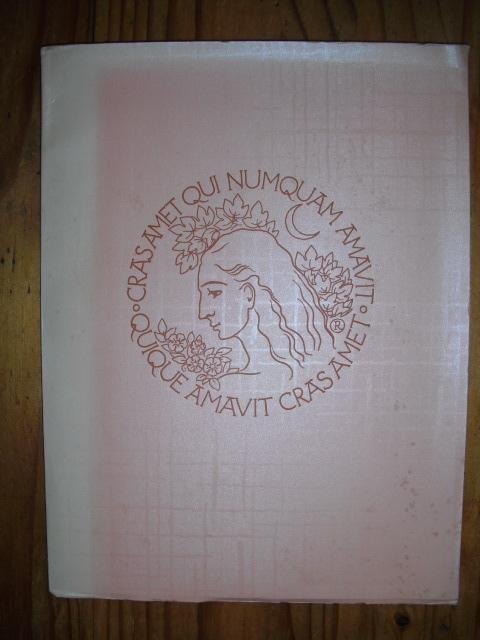 ·CRAS AMET QUI NUMQUAM AMAVIT·
QUIQUE AMAVIT CRAS AMET
®